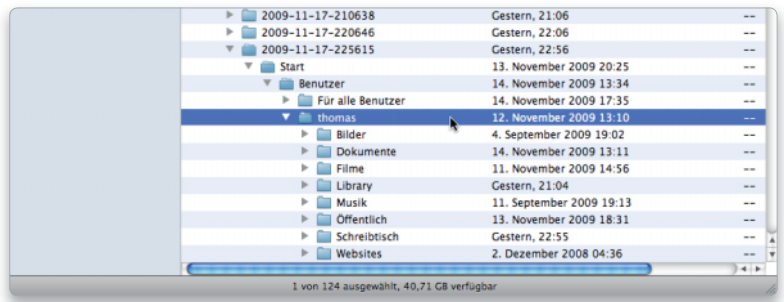 2009-11-17-210638 Gestern, 21:06 --
2009-11-17-220646 Gestern, 22:06 --
2009-11-17-225615 Gestern, 22:56 --
Start 13. November 2009 20:25 --
Benutzer 14. November 2009 13:34 --
Für alle Benutzer 14. November 2009 17:35 --
thomas 12. November 2009 13:10 --
Bilder 4. September 2009 19:02 --
Dokumente 14. November 2009 13:11 --
Filme 11. November 2009 14:56 --
Library Gestern, 21:04 --
Musik 11. September 2009 19:13 --
Öffentlich 13. November 2009 18:31 --
Schreibtisch Gestern, 22:55 --
Websites 2. Dezember 2008 04:36 --
1 von 124 ausgewählt, 40,71 GB verfügbar